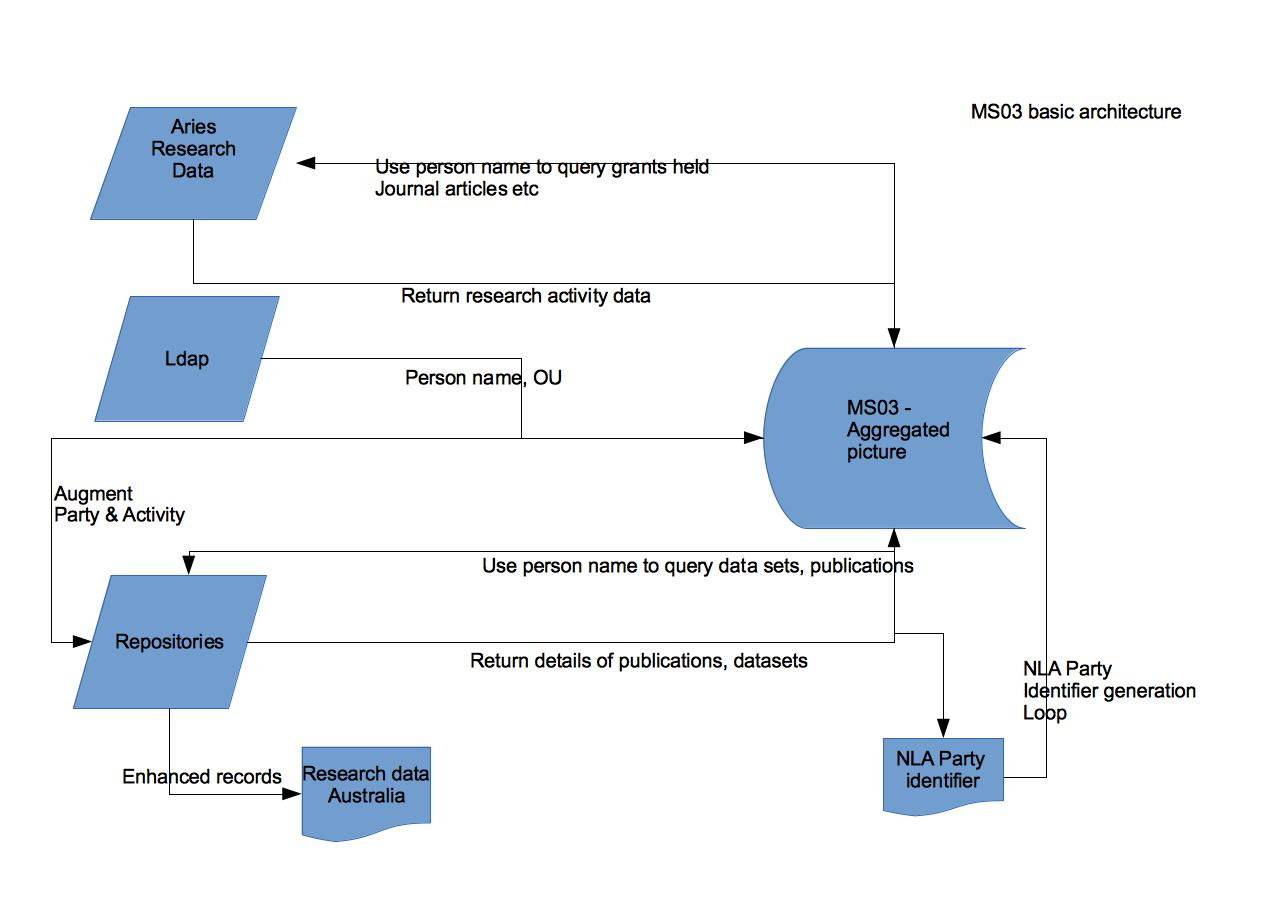 MS03 basic architecture
Aries
Research
Data
Use person name to query grants held
Journal articles etc
Return research activity data
Ldap
Person name, OU
MS03 -
Aggregated
picture
Augment
Party & Activity
Use person name to query data sets, publications
Repositories
Return details of publications, datasets
NLA Party
Identifier generation
Loop
Enhanced records
Research data
Australia
NLA Party
identifier